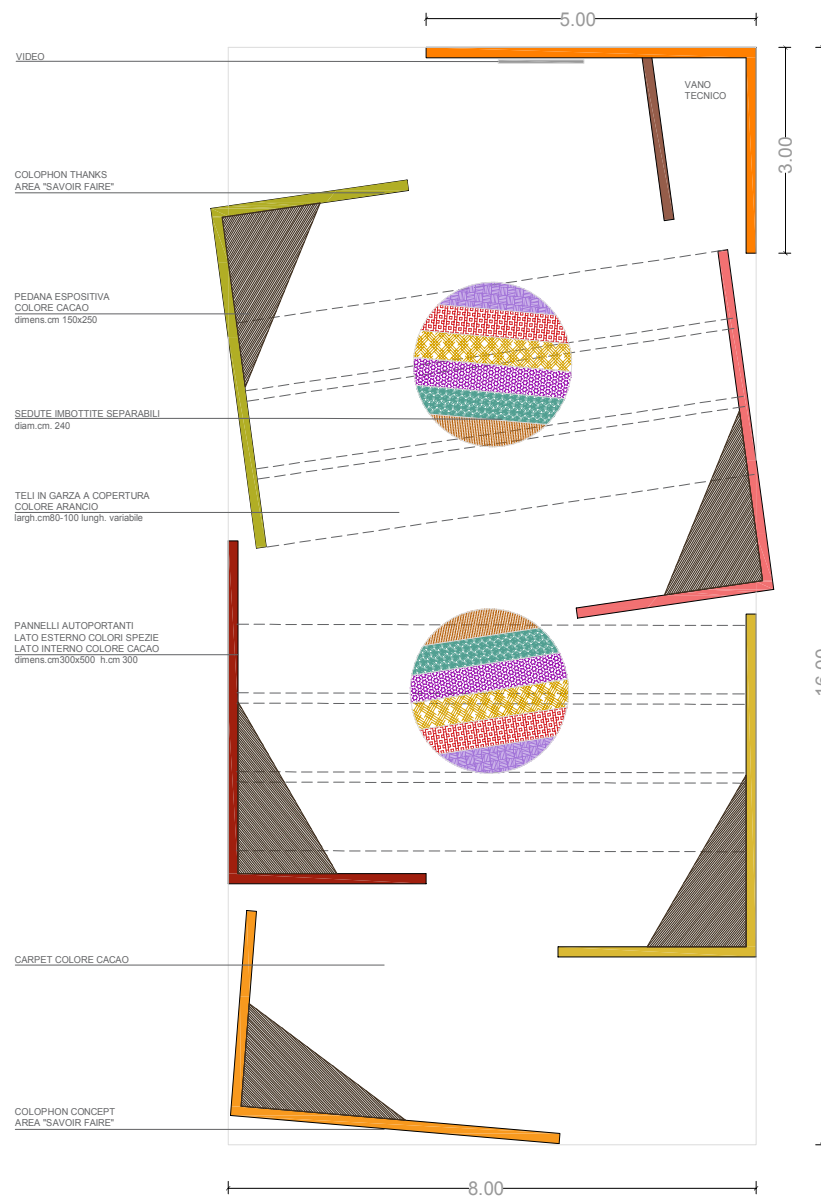 5.00
VIDEO
VANO
TECNICO
3.00
COLOPHON THANKS
AREA "SAVOIR FAIRE"
PEDANA ESPOSITIVA
COLORE CACAO
dimens.cm 150x250
SEDUTE IMBOTTITE SEPARABILI
diam.cm. 240
TELI IN GARZA A COPERTURA
COLORE ARANCIO
largh.cm80-100 lungh. variabile
PANNELLI AUTOPORTANTI
LATO ESTERNO COLORI SPEZIE
LATO INTERNO COLORE CACAO
dimens.cm300x500 h.cm 300
CARPET COLORE CACAO
COLOPHON CONCEPT
AREA "SAVOIR FAIRE"
8.00